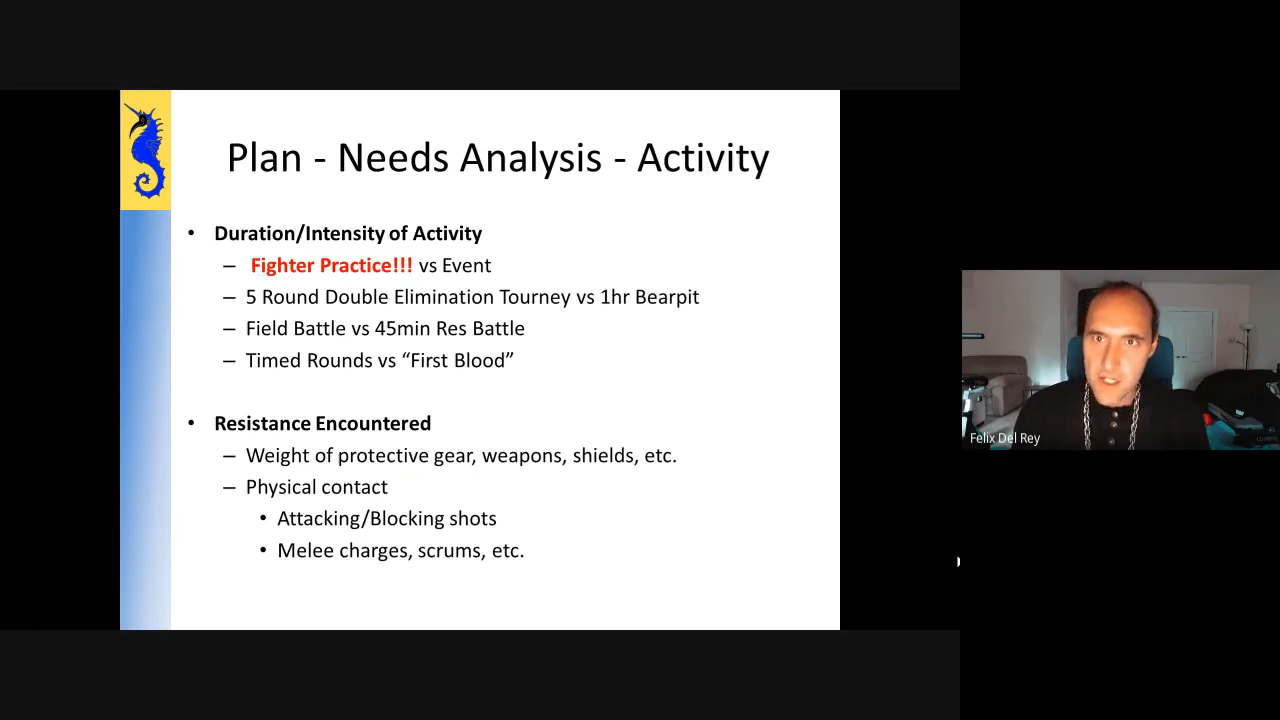 Plan - Needs Analysis - Activity
• Duration/Intensity of Activity
– Fighter Practice!!! vs Event
– 5 Round Double Elimination Tourney vs 1hr Bearpit
– Field Battle vs 45min Res Battle
– Timed Rounds vs “First Blood”
• Resistance Encountered
– Weight of protective gear, weapons, shields, etc.
– Physical contact
• Attacking/Blocking shots
• Melee charges, scrums, etc.
Felix Del Rey